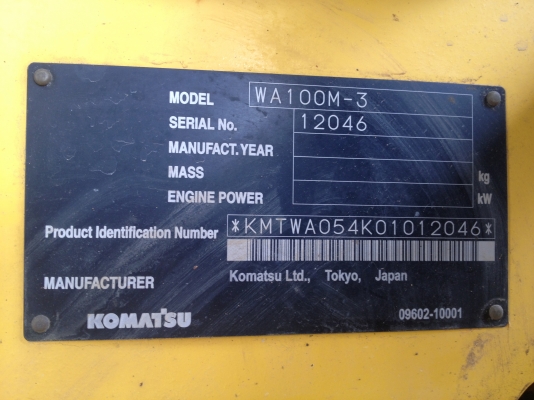 MODEL WA100M-3
SERIAL No. 12046
MANUFACT. YEAR
MASS kg
ENGINE POWER kW
Product Identification Number *KMTWA054K01012046*
MANUFACTURER Komatsu Ltd., Tokyo, Japan
KOMATSU 09602-10001